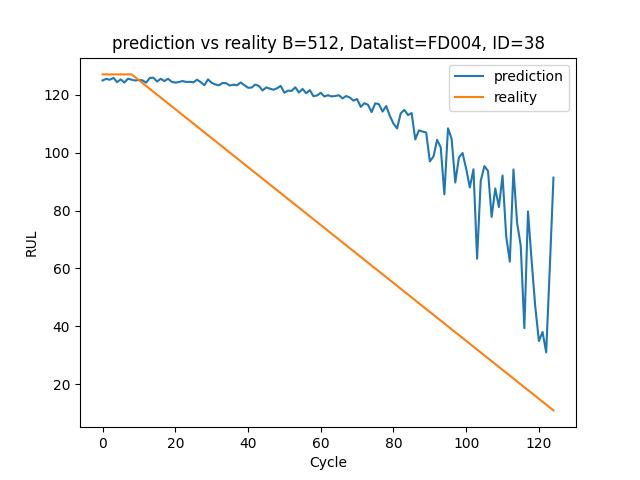 prediction vs reality B=512, Datalist=FD004, ID=38
prediction
reality
RUL
120
100
80
60
40
20
0 20 40 60 80 100 120
Cycle